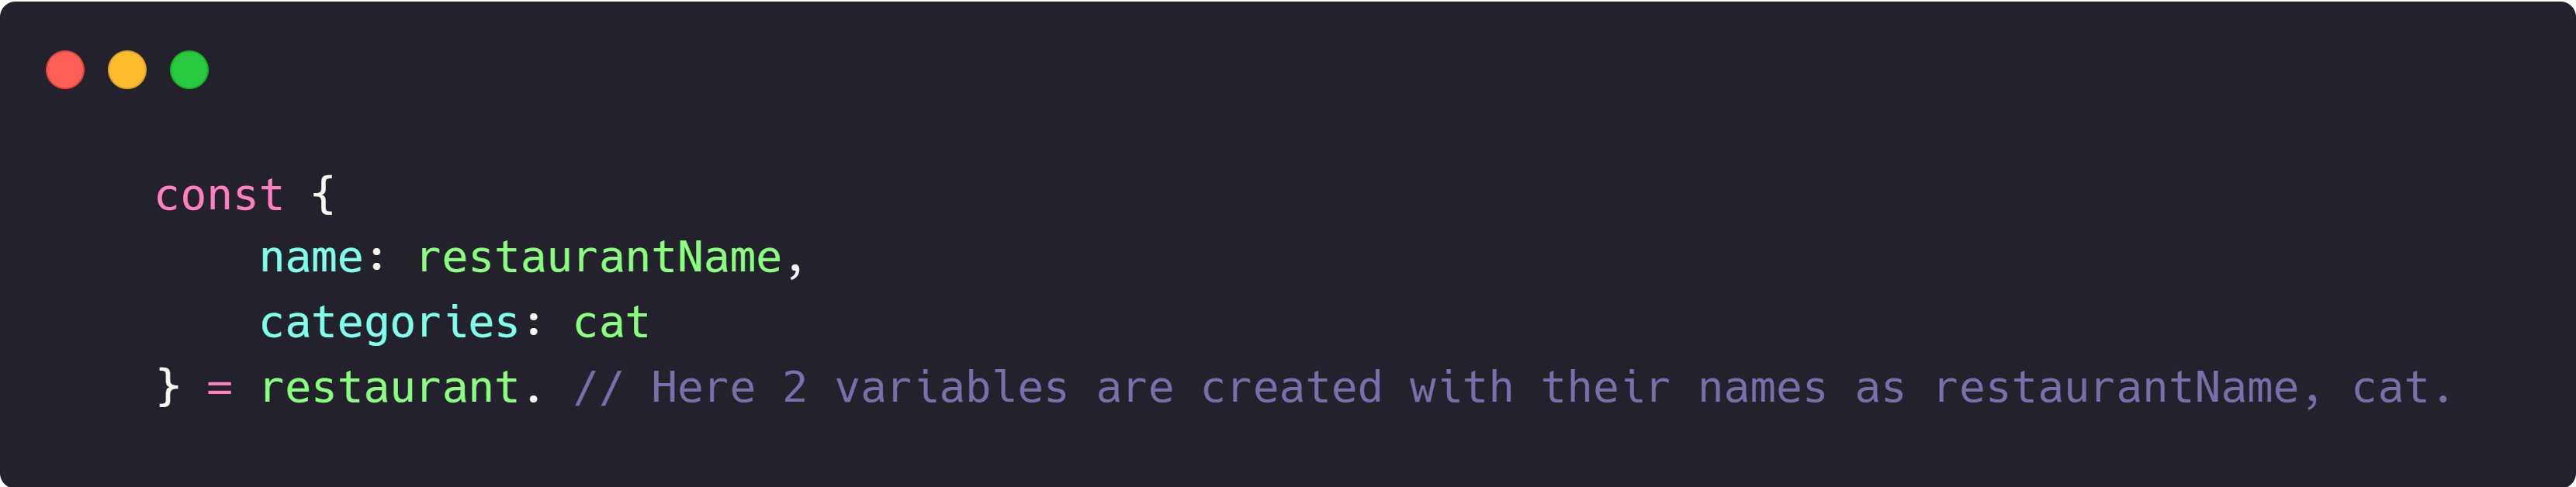 const {
    name: restaurantName,
    categories: cat
} = restaurant. // Here 2 variables are created with their names as restaurantName, cat.